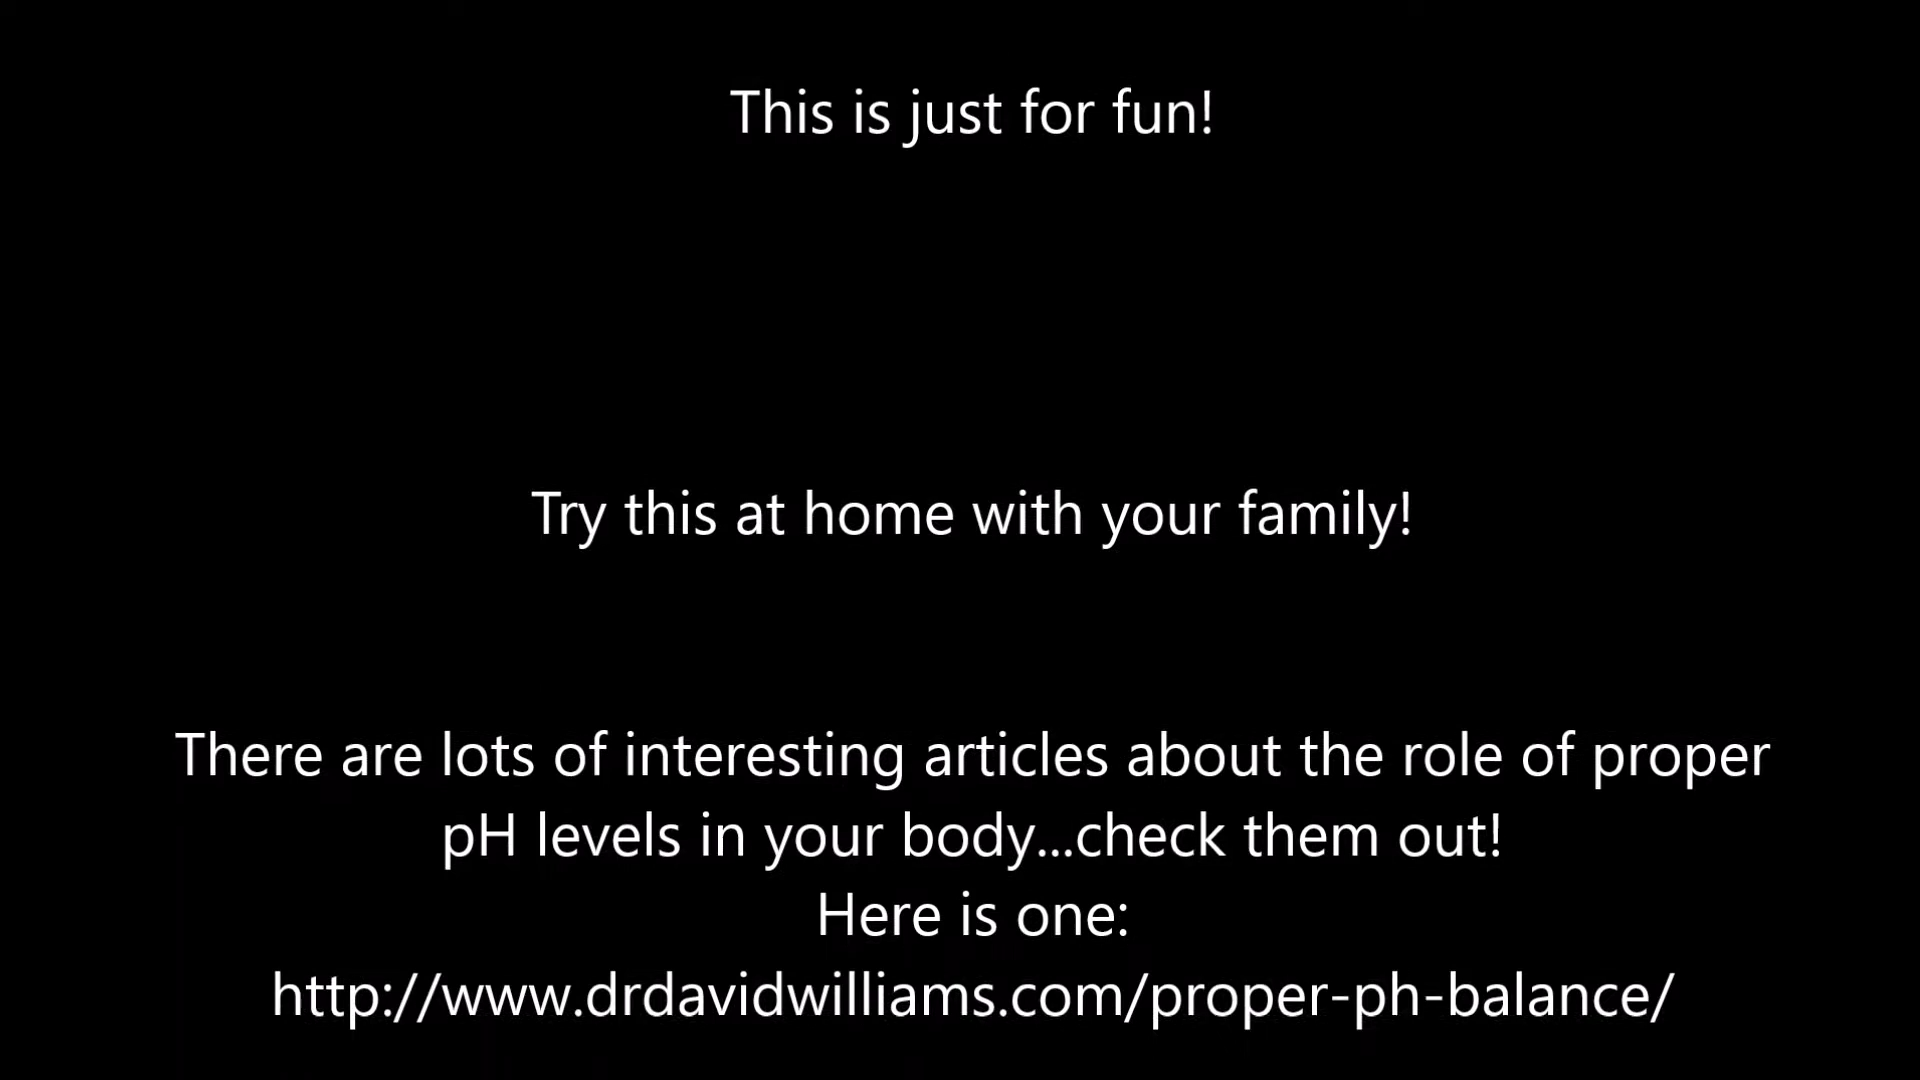 This is just for fun!
Try this at home with your family!
There are lots of interesting articles about the role of proper
pH levels in your body...check them out!
Here is one:
http://www.drdavidwilliams.com/proper-ph-balance/